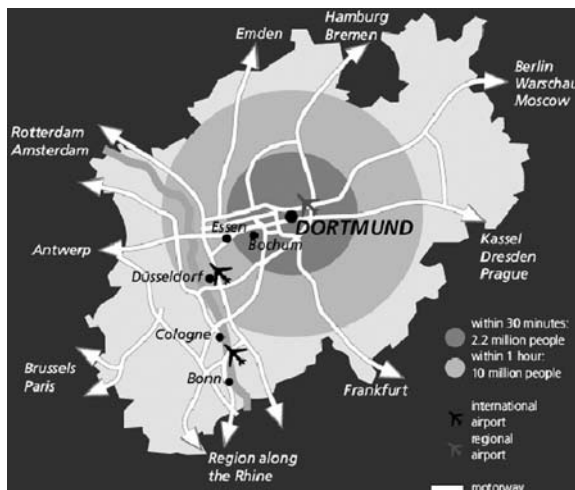 Hamburg
Bremen
Emden
Berlin
Warschau
Moscow
Rotterdam
Amsterdam
Essen
DORTMUND
Bochum
Antwerp
Kassel
Dresden
Prague
Düsseldorf
Cologne
within 30 minutes:
2.2 million people
within 1 hour:
10 million people
Brussels
Paris
Bonn
Frankfurt
international
airport
regional
airport
Region along
the Rhine
motorway